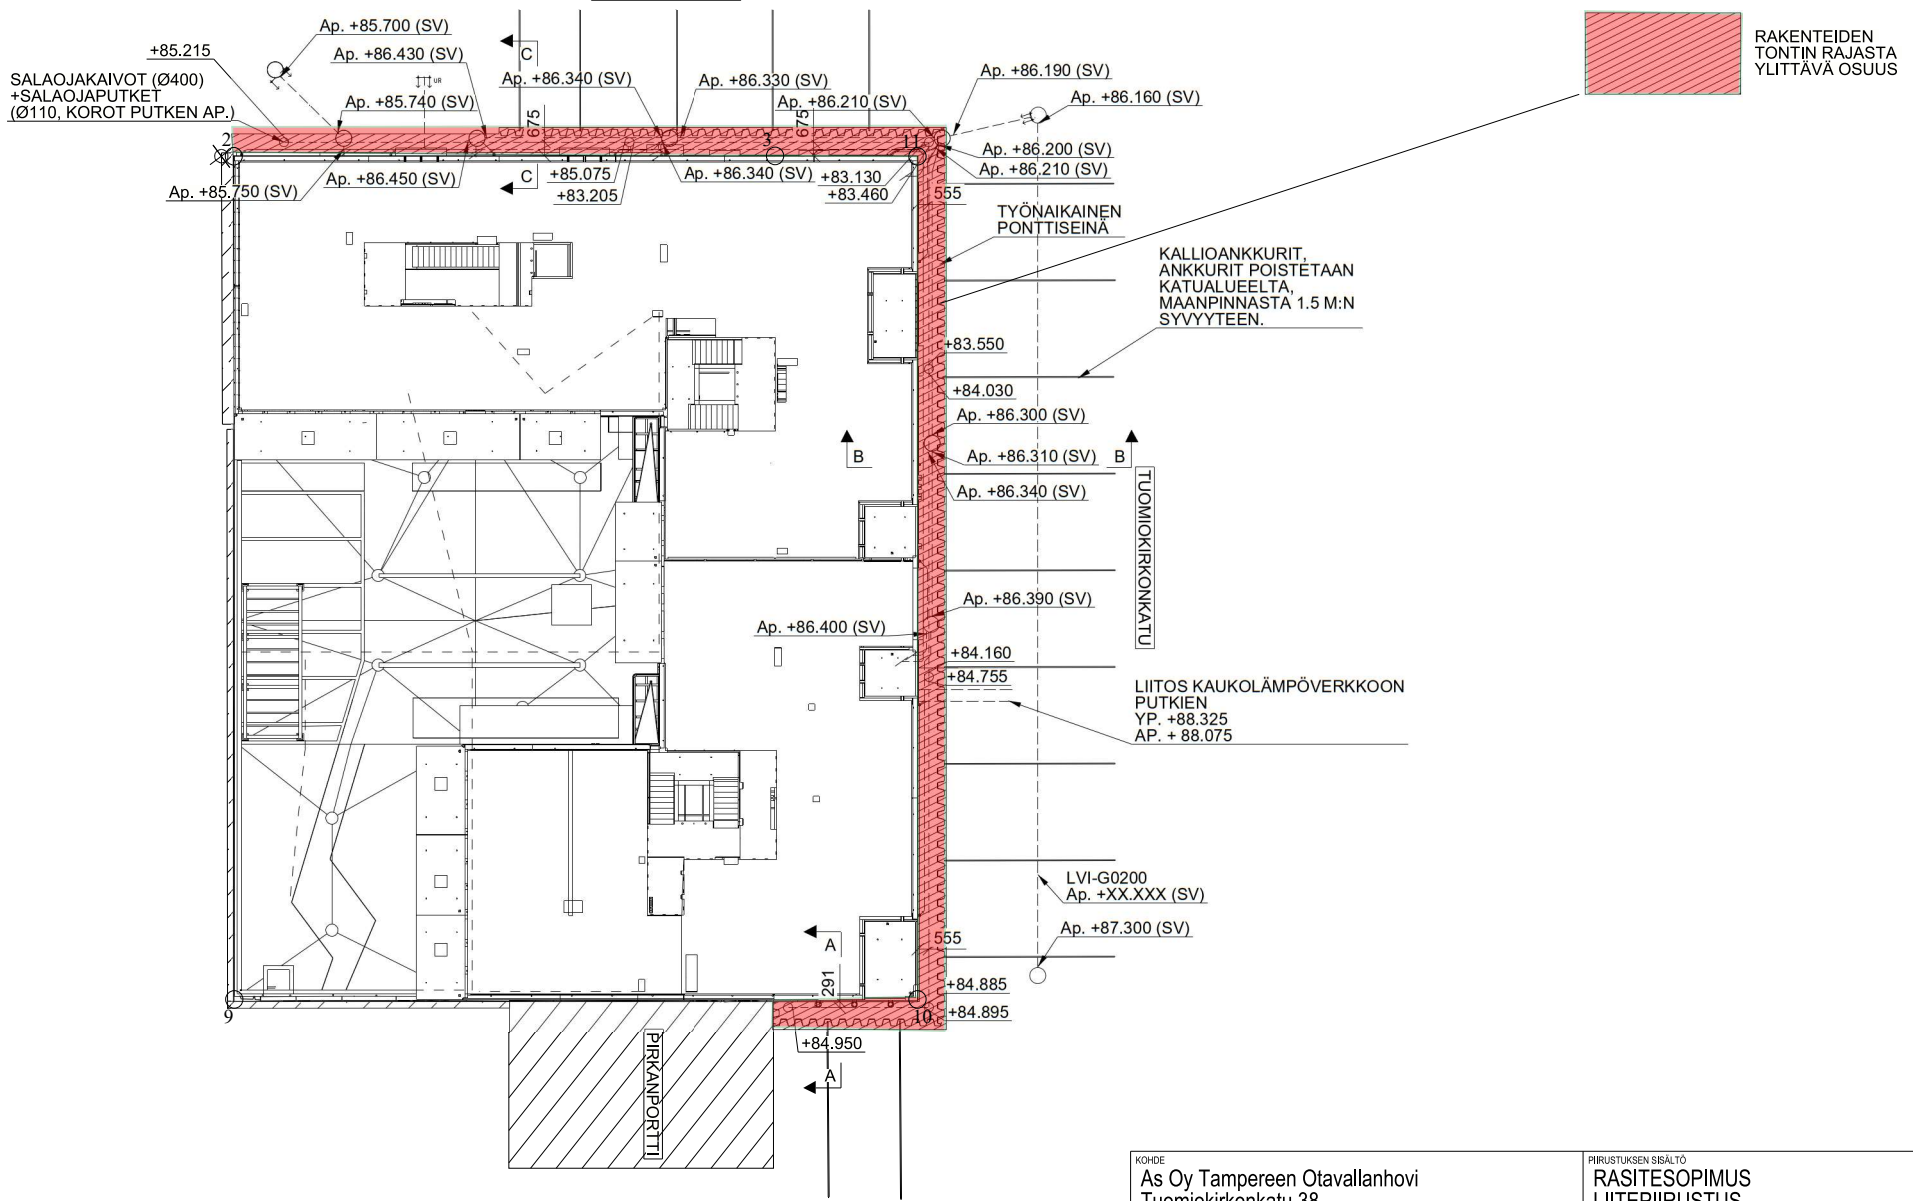 Ap. +85.700 (SV)
+85.215
Ap. +86.430 (SV)
C
SALAOJAKAIVOT (Ø400)
+SALAOJAPUTKET
(Ø110, KOROT PUTKEN AP.)
UR
Ap. +86.340 (SV)
Ap. +86.330 (SV)
Ap. +86.190 (SV)
Ap. +85.740 (SV)
Ap. +86.210 (SV)
Ap. +86.160 (SV)
675
675
2
3
11
Ap. +86.200 (SV)
Ap. +86.210 (SV)
Ap. +85.750 (SV)
Ap. +86.450 (SV)
C
+85.075
+83.205
Ap. +86.340 (SV)
+83.130
+83.460
555
RAKENTEIDEN
TONTIN RAJASTA
YLITTÄVÄ OSUUS
TYÖNAIKAINEN
PONTTISEINÄ
KALLIOANKKURIT,
ANKKURIT POISTETAAN
KATUALUEELTA,
MAANPINNASTA 1.5 M:N
SYVYYTEEN.
+83.550
+84.030
Ap. +86.300 (SV)
B
Ap. +86.310 (SV)
B
Ap. +86.340 (SV)
TUOMIOKIRKONKATU
Ap. +86.390 (SV)
Ap. +86.400 (SV)
+84.160
+84.755
LIITOS KAUKOLÄMPÖVERKKOON
PUTKIEN
YP. +88.325
AP. + 88.075
LVI-G0200
Ap. +XX.XXX (SV)
Ap. +87.300 (SV)
A
555
291
+84.885
+84.895
9
10
+84.950
A
PIRKANPORTTI
KOHDE
As Oy Tampereen Otavallanhovi
Tuomiokirkonkatu 38
PIIRUSTUKSEN SISÄLTÖ
RASITESOPIMUS
LIITEPIIRUSTUS